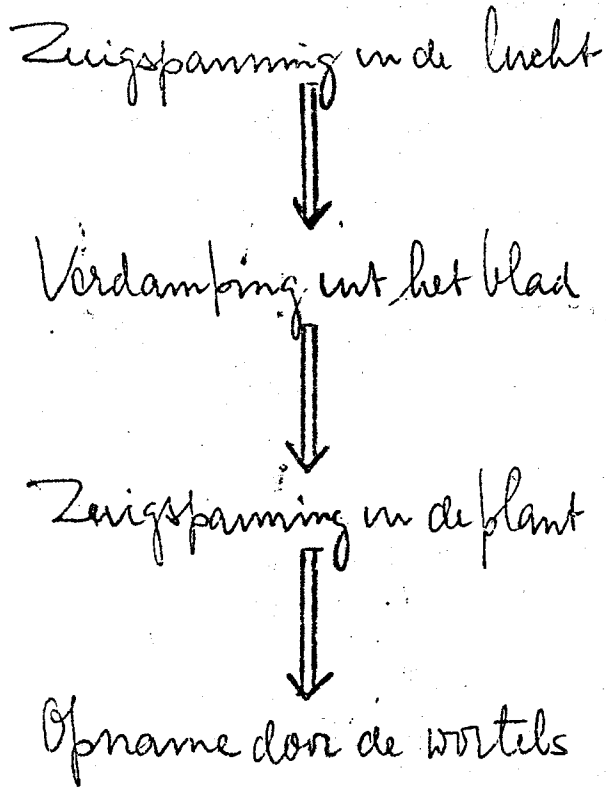 Zuigspanning in de lucht
Verdamping uit het blad
Zuigspanning in de plant
Opname door de wortels